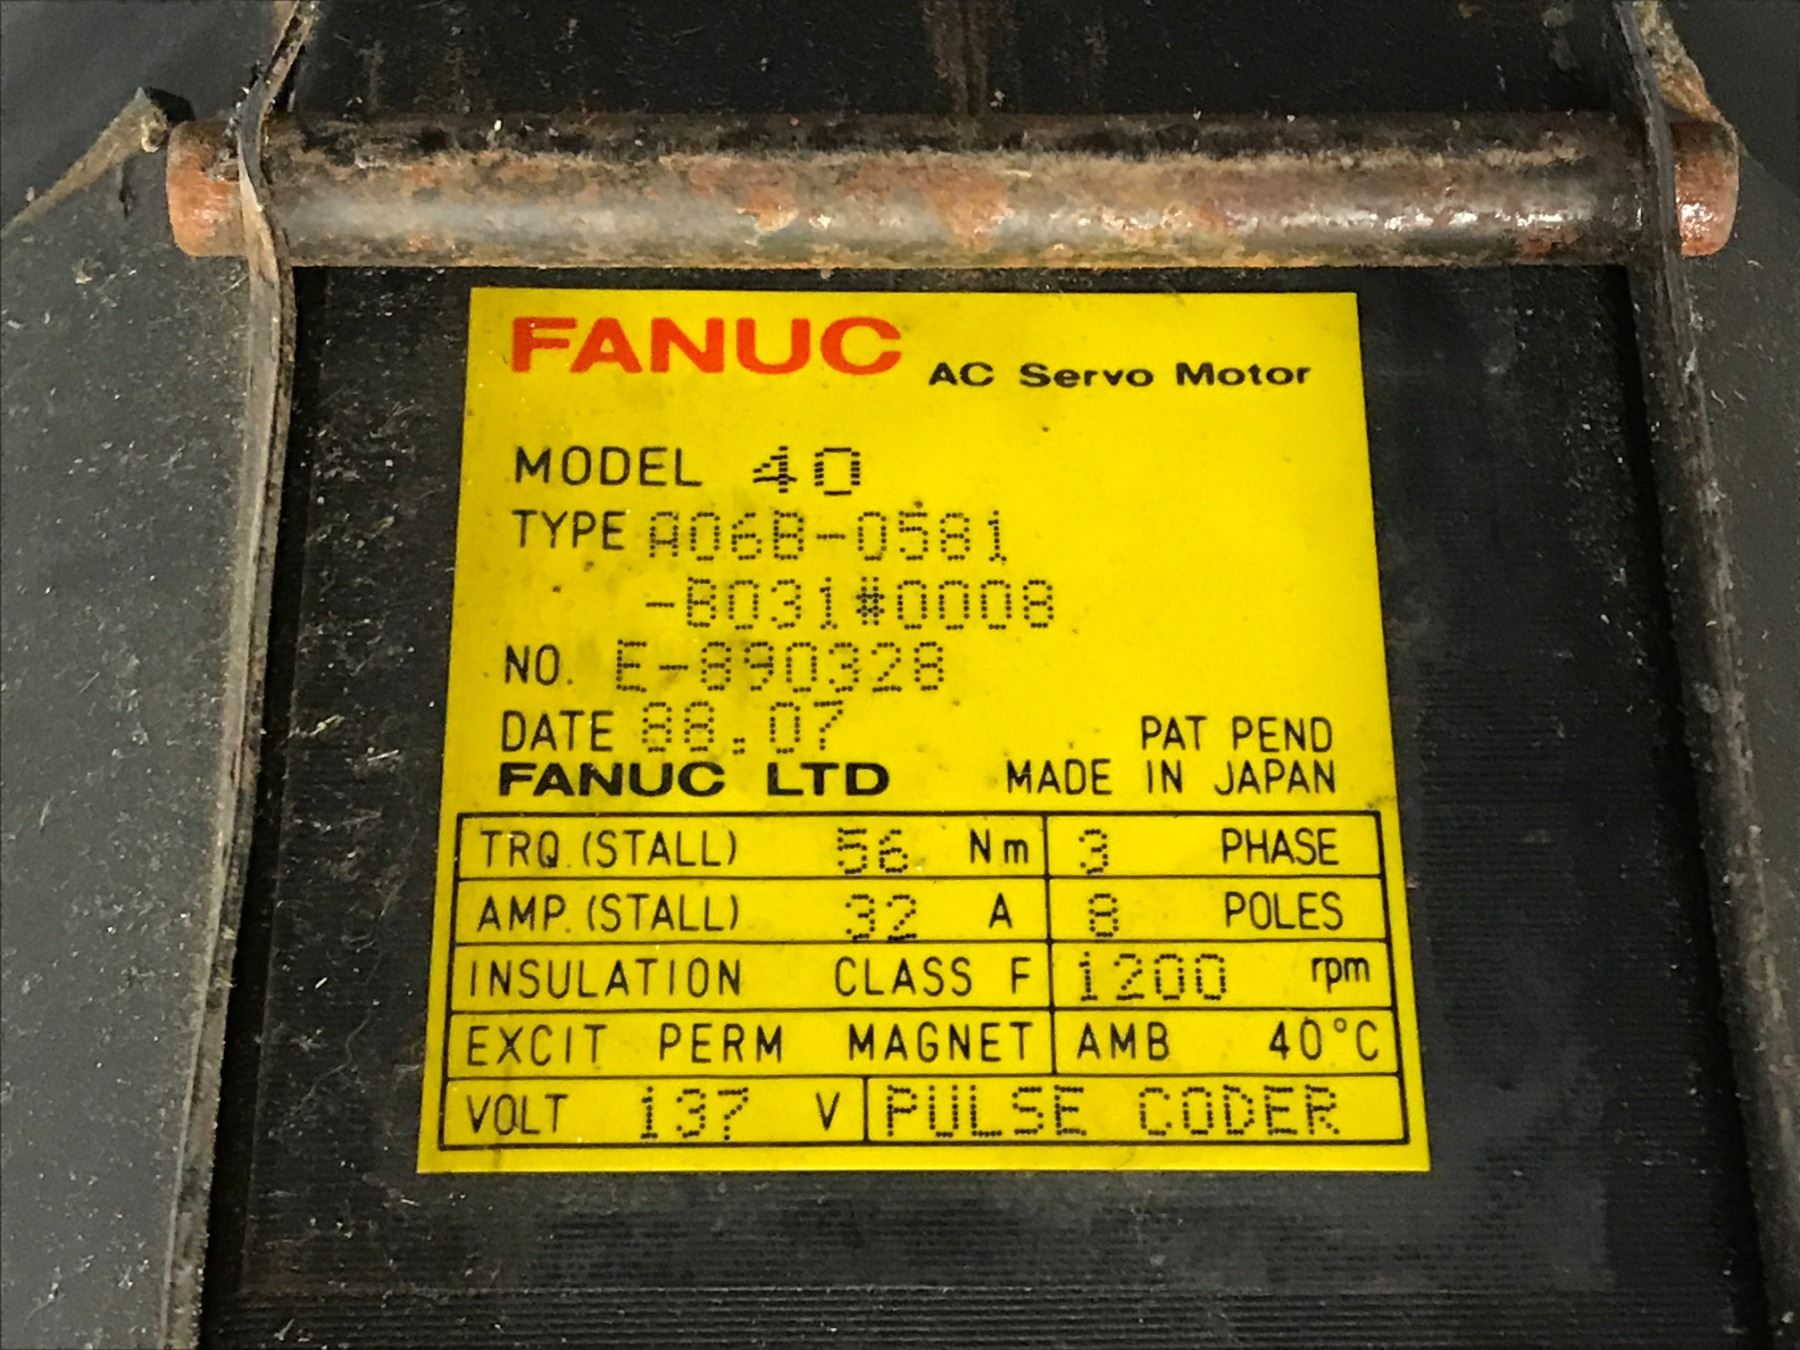 FANUC AC Servo Motor
MODEL 40
TYPE A06B-0581
-B031#0008
NO. E-890328
DATE 88.07 PAT PEND
FANUC LTD MADE IN JAPAN
TRQ.(STALL) 56 Nm 3 PHASE
AMP.(STALL) 32 A 8 POLES
INSULATION CLASS F 1200 rpm
EXCIT PERM MAGNET AMB 40°C
VOLT 137 V PULSE CODER